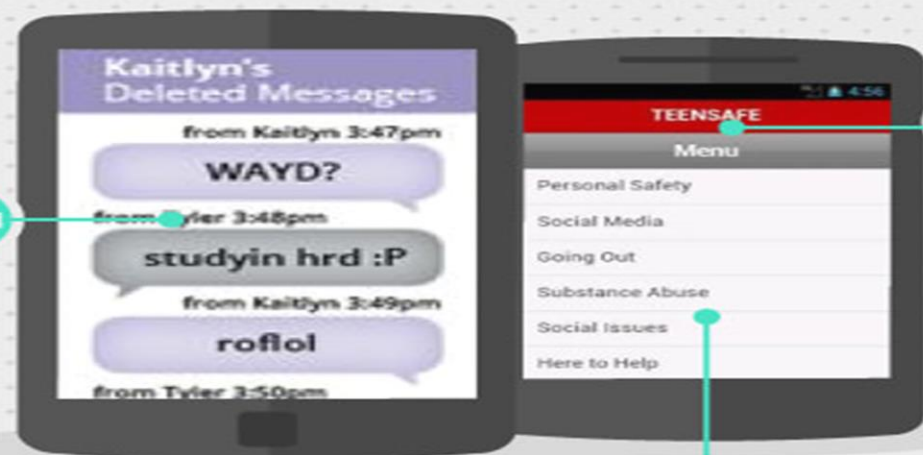 Kaitlyn's
Deleted Messages
from Kaitlyn 3:47pm
WAYD?
from Tyler 3:48pm
studyin hrd :P
from Kaitlyn 3:49pm
roflol
from Tyler 3:50pm
4:56
TEENSAFE
Menu
Personal Safety
Social Media
Going Out
Substance Abuse
Social Issues
Here to Help